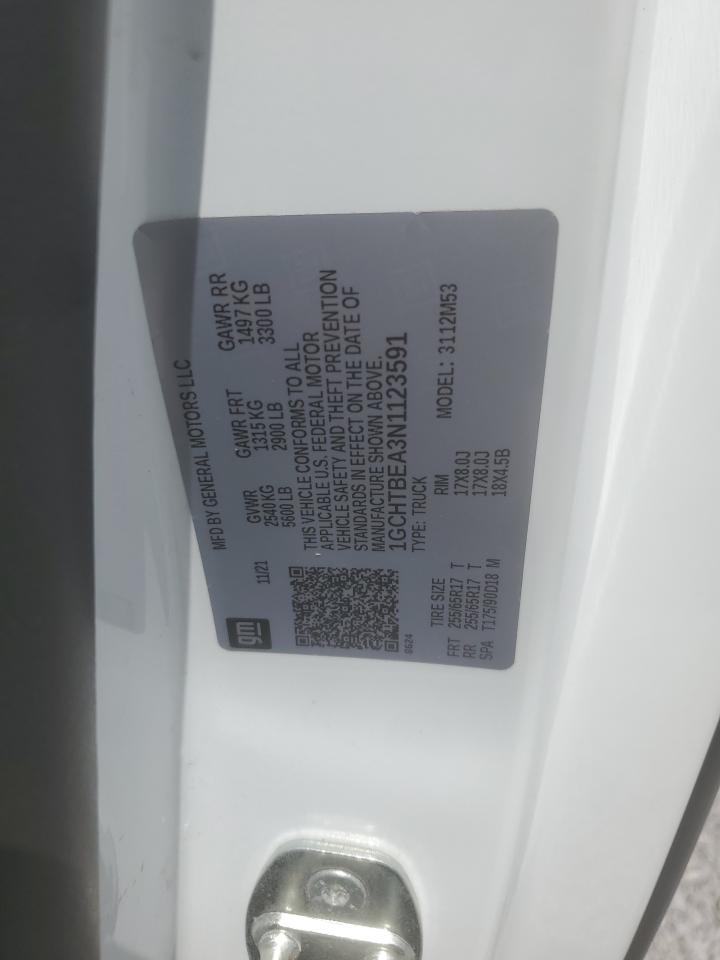 gm
MFD BY GENERAL MOTORS LLC
11/21
GVWR GAWR FRT GAWR RR
2540 KG 1315 KG 1497 KG
5600 LB 2900 LB 3300 LB
THIS VEHICLE CONFORMS TO ALL
APPLICABLE U.S. FEDERAL MOTOR
VEHICLE SAFETY AND THEFT PREVENTION
STANDARDS IN EFFECT ON THE DATE OF
MANUFACTURE SHOWN ABOVE.
1GCHTBEA3N1123591
8624
TYPE: TRUCK MODEL: 3112M53
TIRE SIZE RIM
FRT 255/65R17 T 17X8.0J
RR 255/65R17 T 17X8.0J
SPA T175/90D18 M 18X4.5B